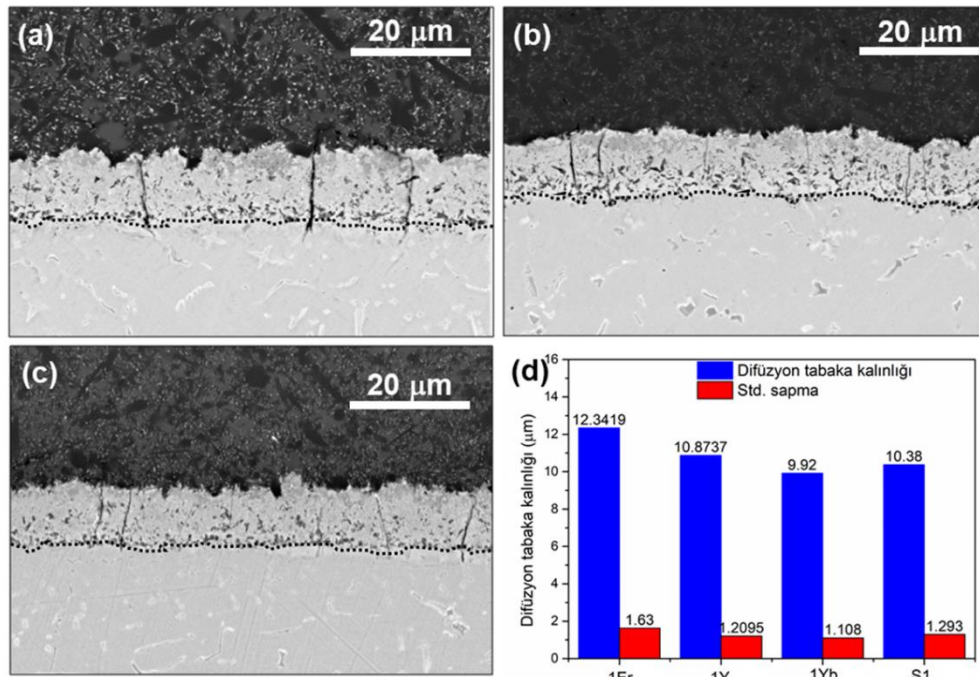 (a)
20 μm
(b)
20 μm
(c)
20 μm
(d)
16
14
12
10
8
6
4
2
0
Difüzyon tabaka kalınlığı (μm)
Difüzyon tabaka kalınlığı
Std. sapma
12.3419
1.63
10.8737
1.2095
9.92
1.108
10.38
1.293
1Er
1Y
1Yb
S1